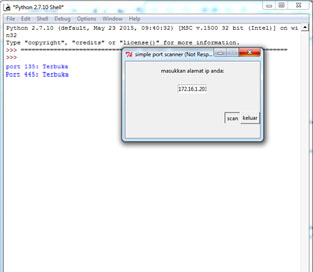 *Python 2.7.10 Shell*
File Edit Shell Debug Options Window Help
Python 2.7.10 (default, May 23 2015, 09:40:32) [MSC v.1500 32 bit (Intel)] on wi
n32
Type "copyright", "credits" or "license()" for more information.
>>> ================================
>>>
port 135: Terbuka
Port 445: Terbuka
simple port scanner (Not Resp...
masukkan alamat ip anda:
172.16.1.20
scan keluar